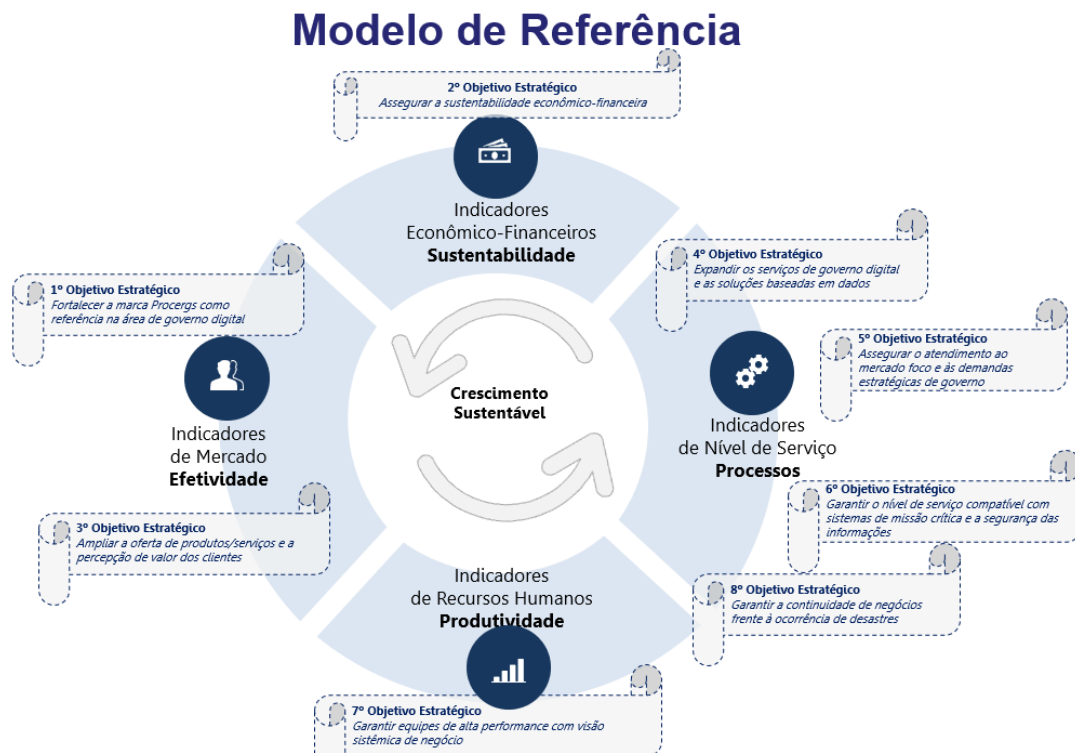 Modelo de Referência
2º Objetivo Estratégico
Assegurar a sustentabilidade econômico-financeira
Indicadores
Econômico-Financeiros
Sustentabilidade
4º Objetivo Estratégico
Expandir os serviços de governo digital
e as soluções baseadas em dados
1º Objetivo Estratégico
Fortalecer a marca Procergs como
referência na área de governo digital
5º Objetivo Estratégico
Assegurar o atendimento ao
mercado foco e às demandas
estratégicas de governo
Crescimento
Sustentável
Indicadores
de Mercado
Efetividade
Indicadores
de Nível de Serviço
Processos
6º Objetivo Estratégico
Garantir o nível de serviço compatível com
sistemas de missão crítica e a segurança das
informações
3º Objetivo Estratégico
Ampliar a oferta de produtos/serviços e a
percepção de valor dos clientes
Indicadores
de Recursos Humanos
Produtividade
8º Objetivo Estratégico
Garantir a continuidade de negócios
frente à ocorrência de desastres
7º Objetivo Estratégico
Garantir equipes de alta performance com visão
sistêmica de negócio